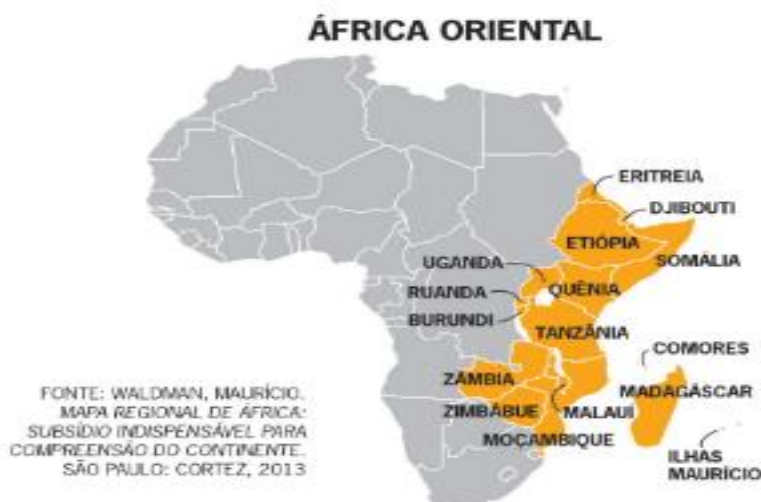 ÁFRICA ORIENTAL
ERITREIA
DJIBOUTI
ETIÓPIA
SOMÁLIA
UGANDA
QUÊNIA
RUANDA
BURUNDI
TANZÂNIA
COMORES
ZÂMBIA
MADAGÁSCAR
ZIMBÁBUE
MALAUÍ
MOÇAMBIQUE
ILHAS
MAURÍCIO
FONTE: WALDMAN, MAURÍCIO.
MAPA REGIONAL DE ÁFRICA:
SUBSÍDIO INDISPENSÁVEL PARA
COMPREENSÃO DO CONTINENTE.
SÃO PAULO: CORTEZ, 2013